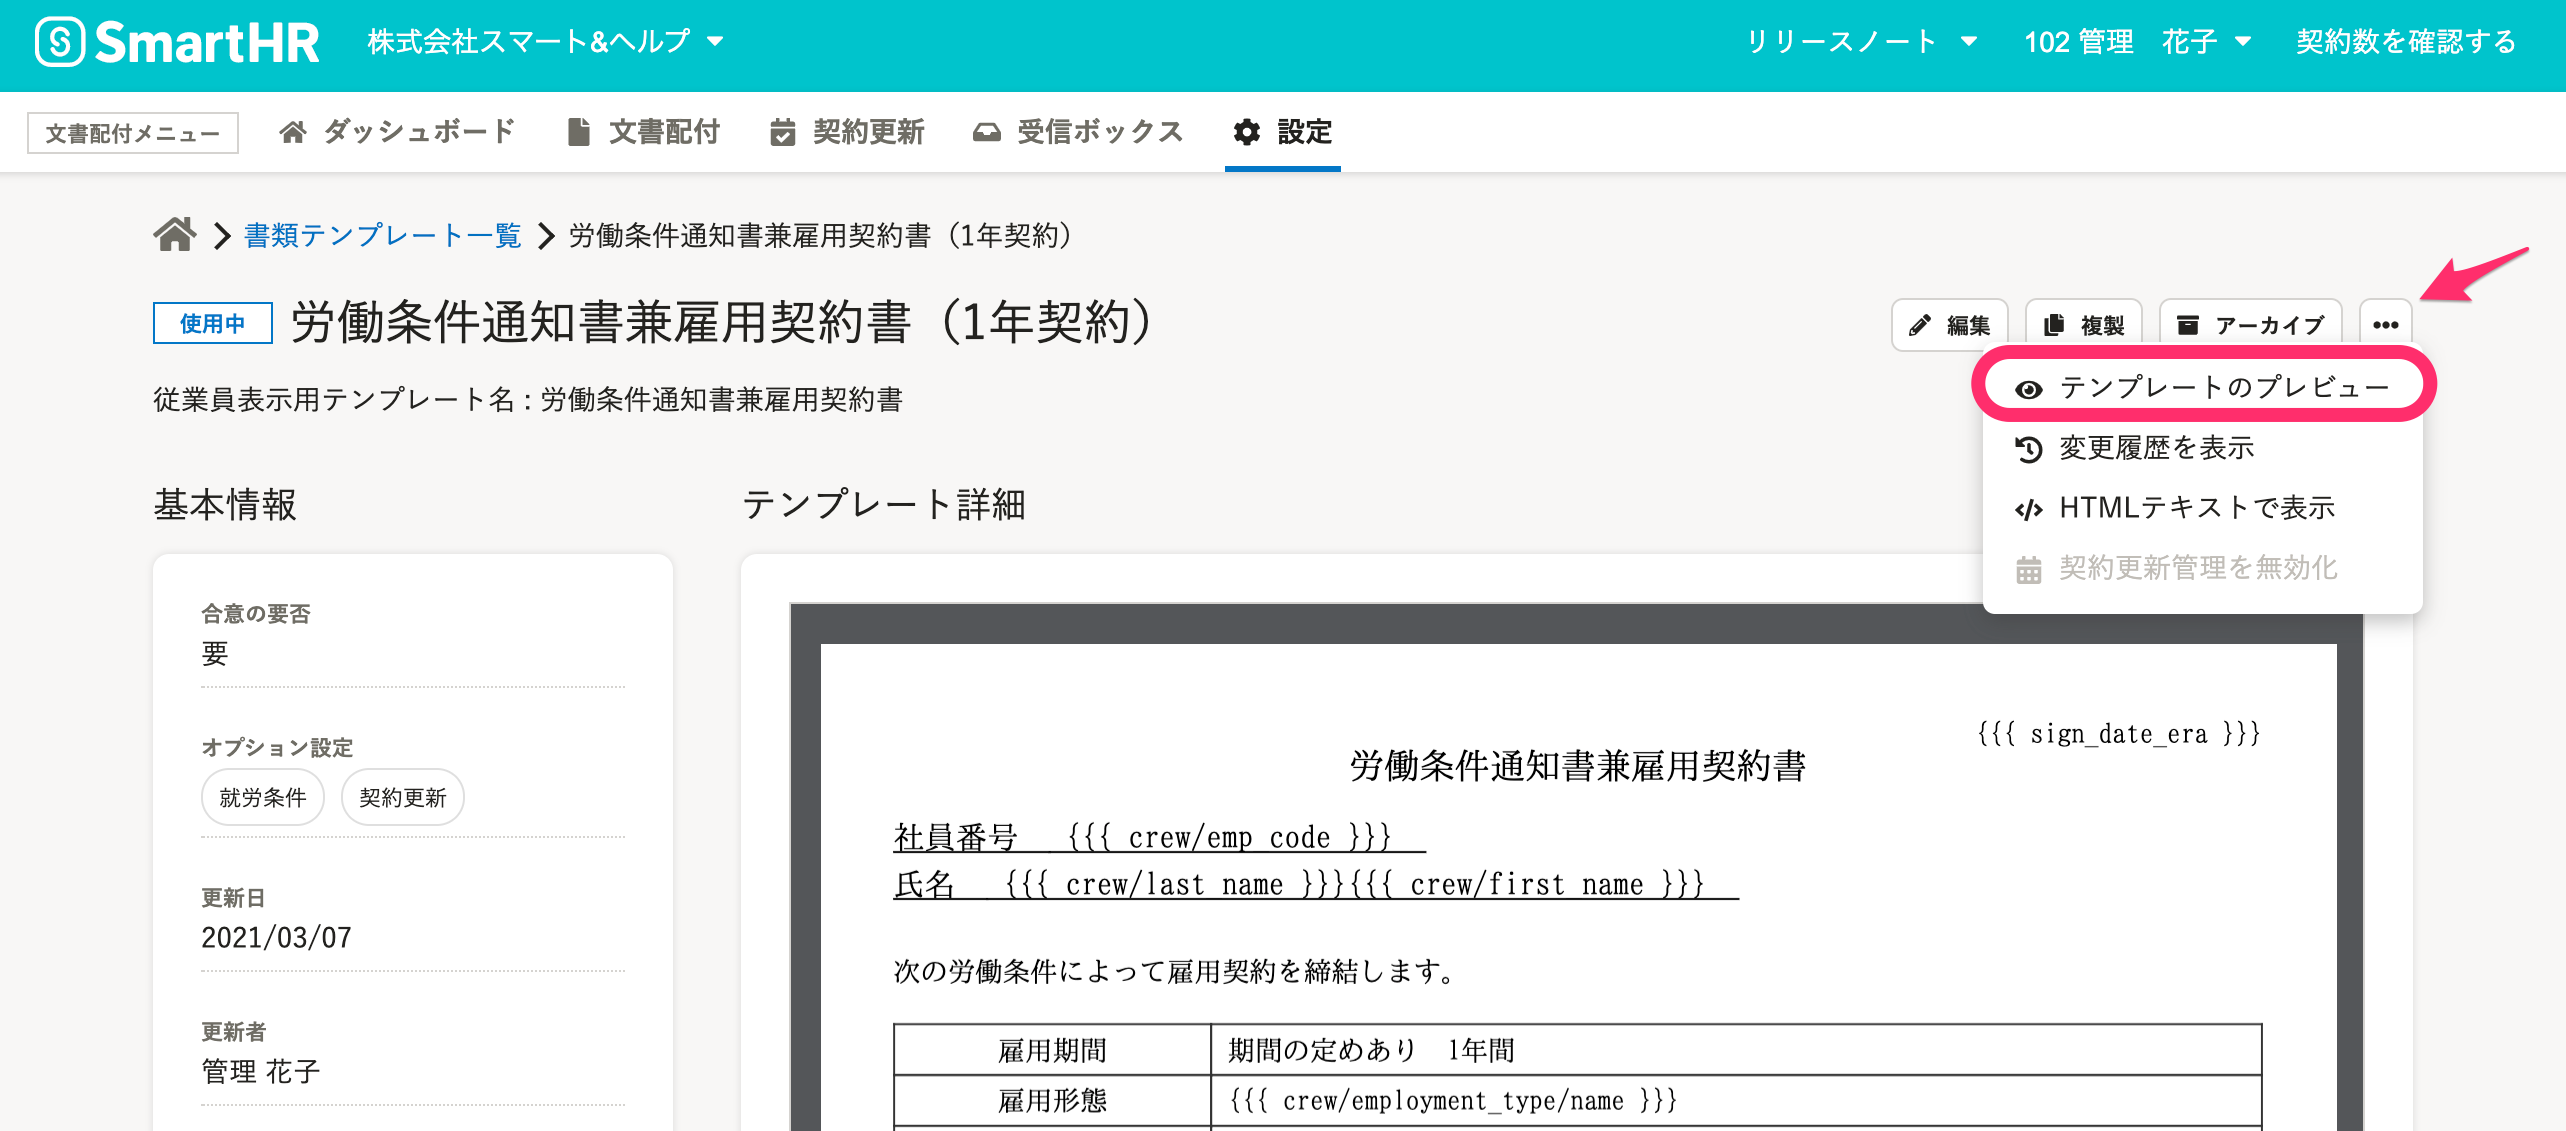 SmartHR 株式会社スマート&ヘルプ リリースノート 102 管理 花子 契約数を確認する
文書配付メニュー ダッシュボード 文書配付 契約更新 受信ボックス 設定
書類テンプレート一覧 労働条件通知書兼雇用契約書（1年契約）
使用中 労働条件通知書兼雇用契約書（1年契約） 編集 複製 アーカイブ
従業員表示用テンプレート名 : 労働条件通知書兼雇用契約書
テンプレートのプレビュー
変更履歴を表示
HTMLテキストで表示
契約更新管理を無効化
基本情報
合意の要否
要
オプション設定
就労条件 契約更新
更新日
2021/03/07
更新者
管理 花子
テンプレート詳細
{{{ sign_date_era }}}
労働条件通知書兼雇用契約書
社員番号 {{{ crew/emp_code }}}
氏名 {{{ crew/last_name }}}{{{ crew/first_name }}}
次の労働条件によって雇用契約を締結します。
雇用期間 期間の定めあり 1年間
雇用形態 {{{ crew/employment_type/name }}}